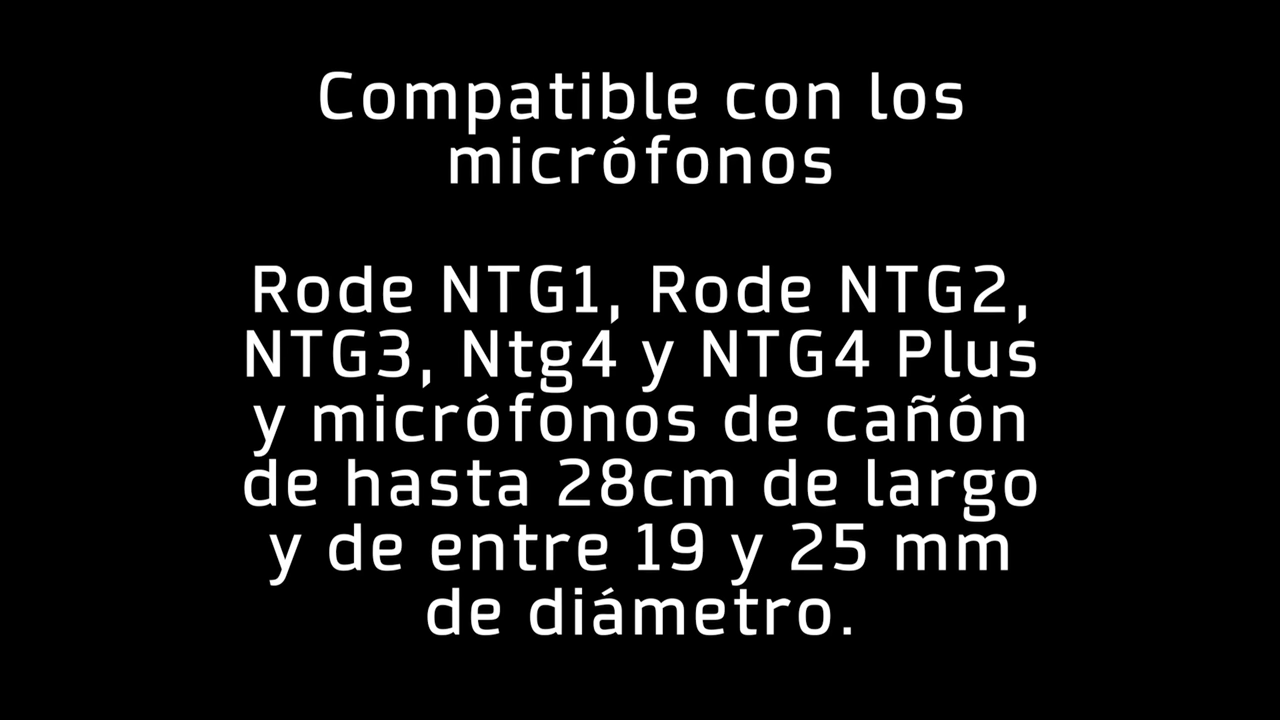 Compatible con los
micrófonos
Rode NTG1, Rode NTG2,
NTG3, Ntg4 y NTG4 Plus
y micrófonos de cañón
de hasta 28cm de largo
y de entre 19 y 25 mm
de diámetro.